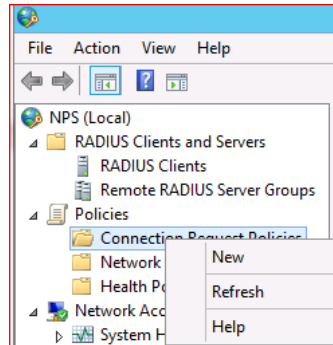 File Action View Help
NPS (Local)
RADIUS Clients and Servers
RADIUS Clients
Remote RADIUS Server Groups
Policies
Connection Request Policies
Network
New
Health
Refresh
Network
Help
System